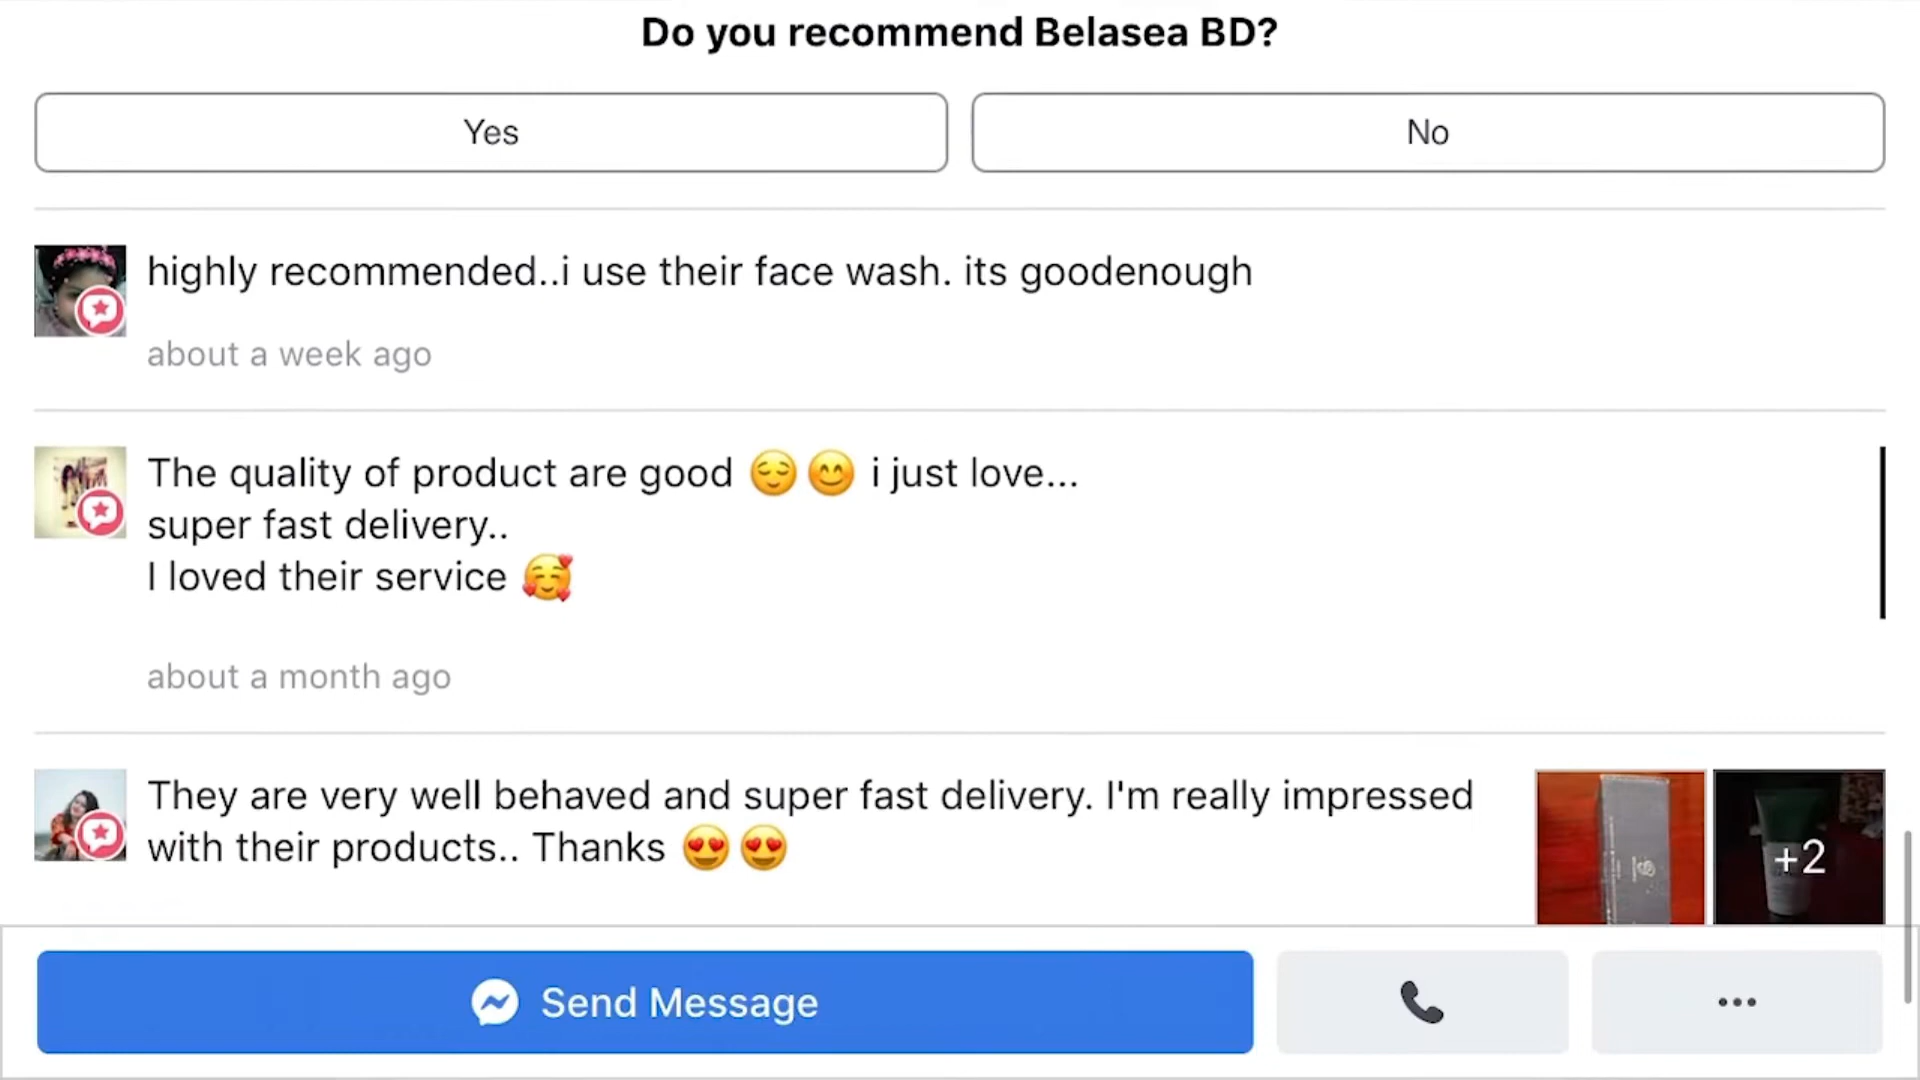 Do you recommend Belasea BD?
Yes
No
highly recommended..i use their face wash. its goodenough
about a week ago
The quality of product are good 😌😊 i just love...
super fast delivery..
I loved their service 🥰
about a month ago
They are very well behaved and super fast delivery. I'm really impressed
with their products.. Thanks 😍😍
+2
Send Message